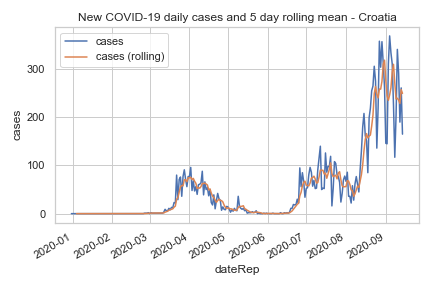 New COVID-19 daily cases and 5 day rolling mean - Croatia
cases
cases (rolling)
300
200
100
0
cases
2020-01
2020-02
2020-03
2020-04
2020-05
2020-06
2020-07
2020-08
2020-09
dateRep